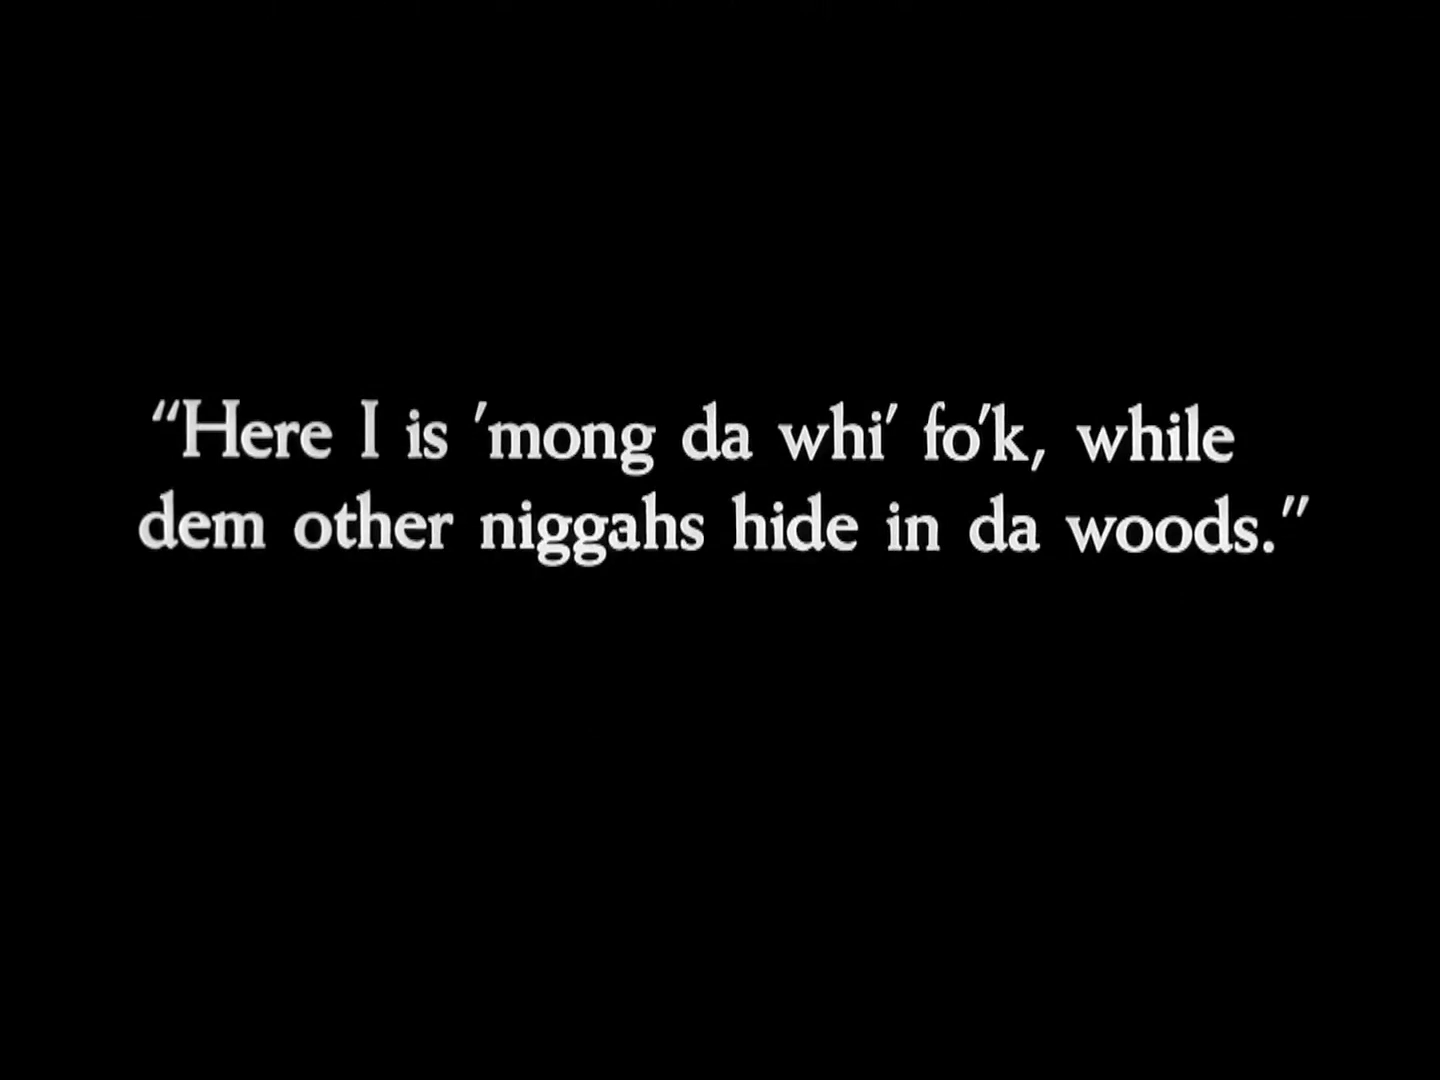 “Here I is ’mong da whi’ fo’k, while
dem other niggahs hide in da woods.”